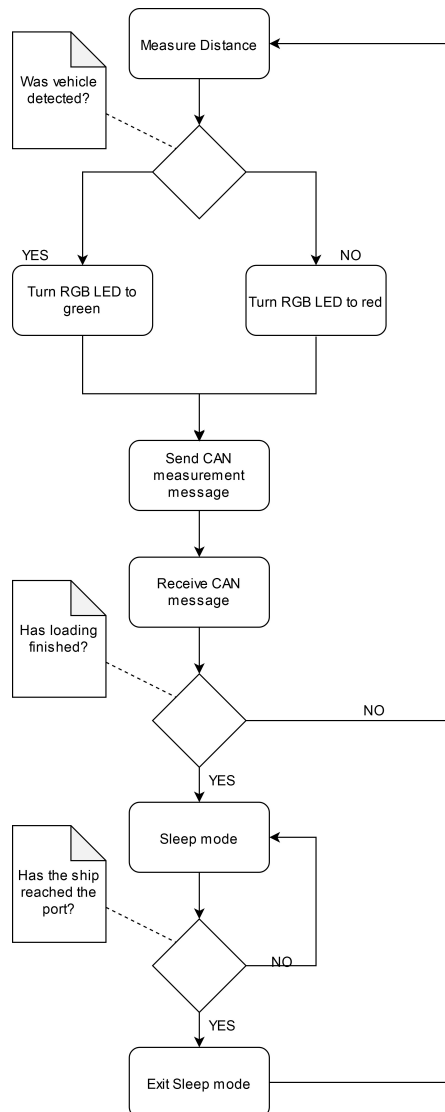 Measure Distance
Was vehicle
detected?
YES
NO
Turn RGB LED to
green
Turn RGB LED to red
Send CAN
measurement
message
Receive CAN
message
Has loading
finished?
NO
YES
Sleep mode
Has the ship
reached the
port?
NO
YES
Exit Sleep mode